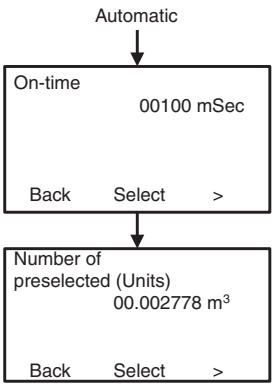 Automatic
On-time
00100 mSec
Back Select >
Number of
preselected (Units)
00.002778 m³
Back Select >